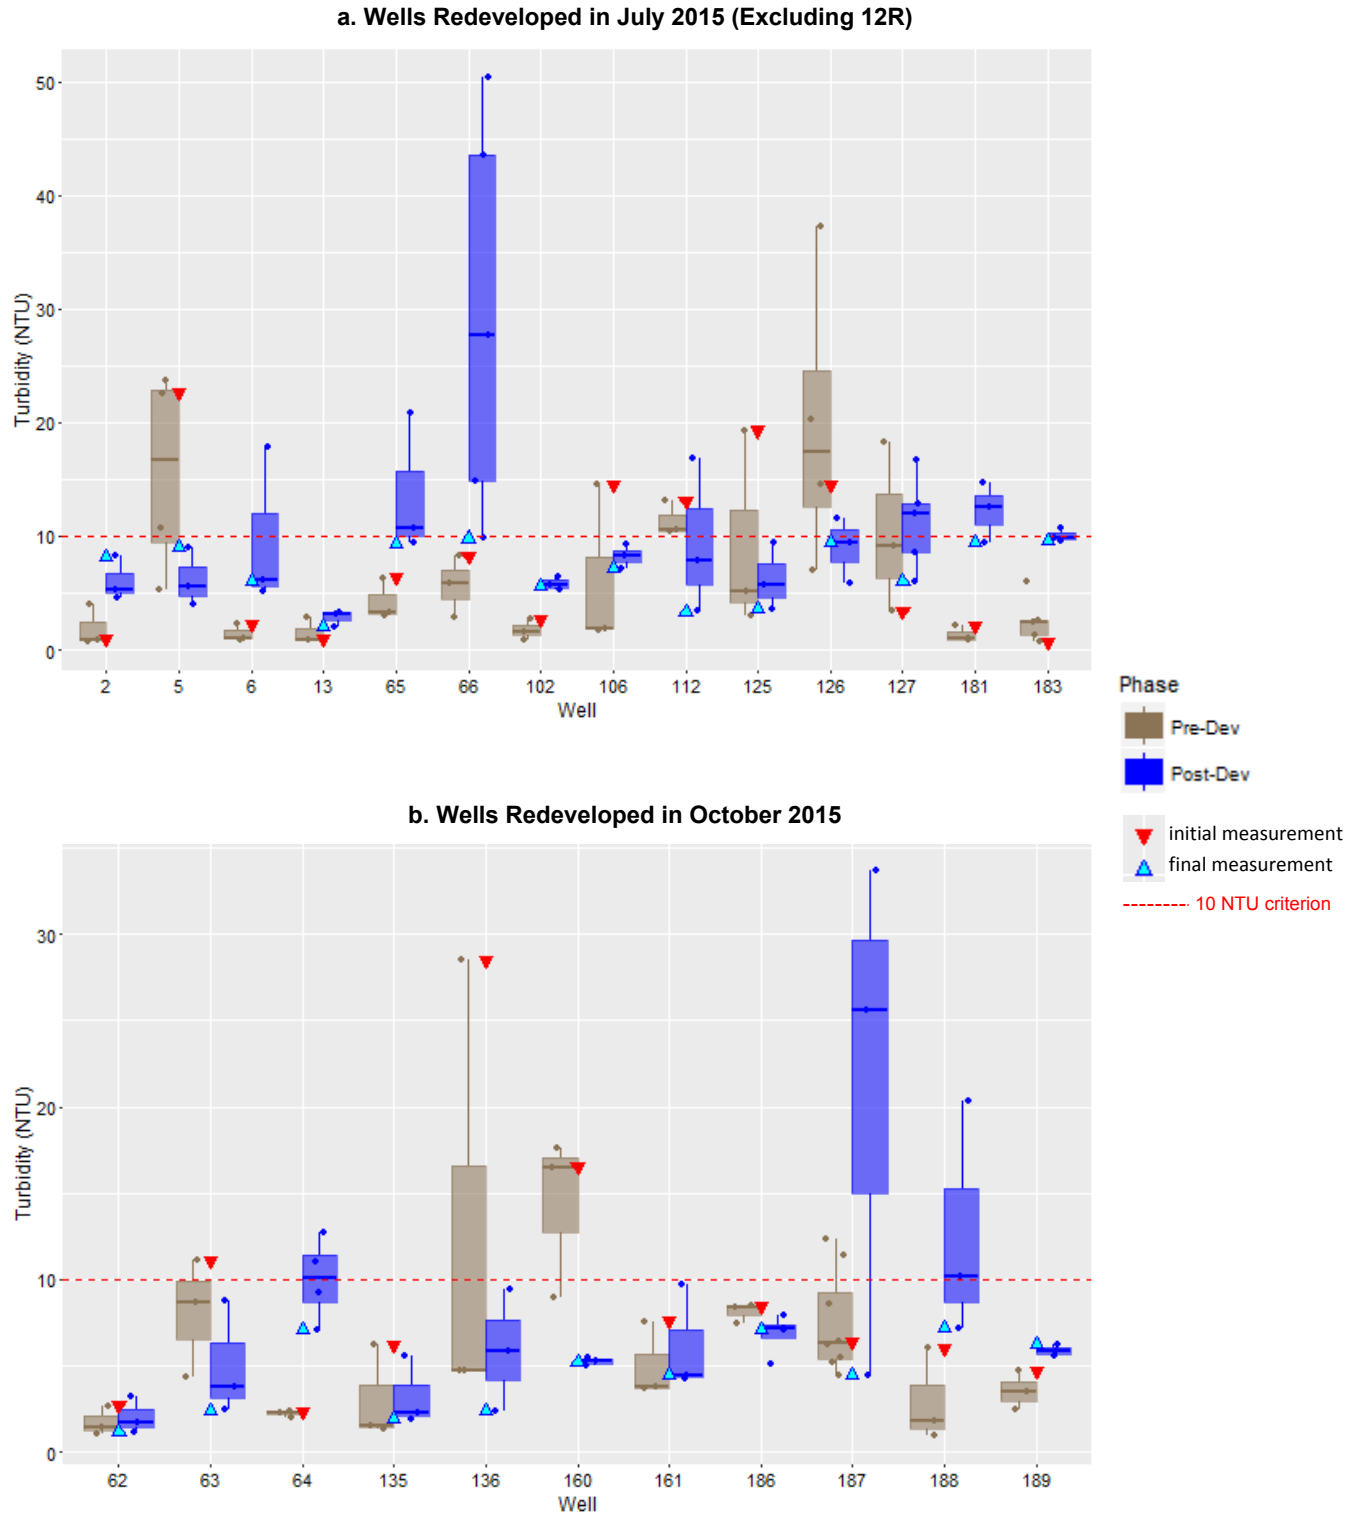 a. Wells Redeveloped in July 2015 (Excluding 12R)
50
40
30
20
10
0
Turbidity (NTU)
2 5 6 13 65 66 102 106 112 125 126 127 181 183
Well
Phase
Pre-Dev
Post-Dev
initial measurement
final measurement
10 NTU criterion
b. Wells Redeveloped in October 2015
30
20
10
0
Turbidity (NTU)
62 63 64 135 136 160 161 186 187 188 189
Well